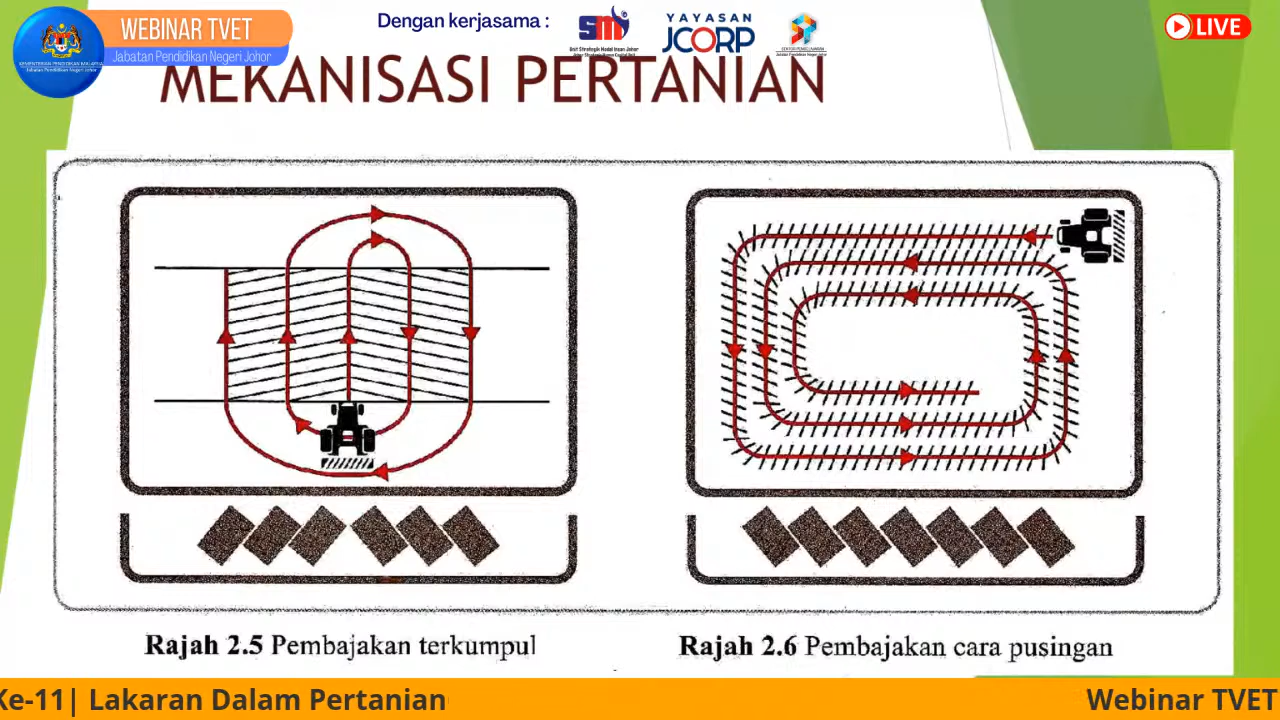 WEBINAR TVET
Jabatan Pendidikan Negeri Johor
Dengan kerjasama :
YAYASAN
JCORP
LIVE
MEKANISASI PERTANIAN
Rajah 2.5 Pembajakan terkumpul
Rajah 2.6 Pembajakan cara pusingan
Ke-11| Lakaran Dalam Pertanian
Webinar TVET